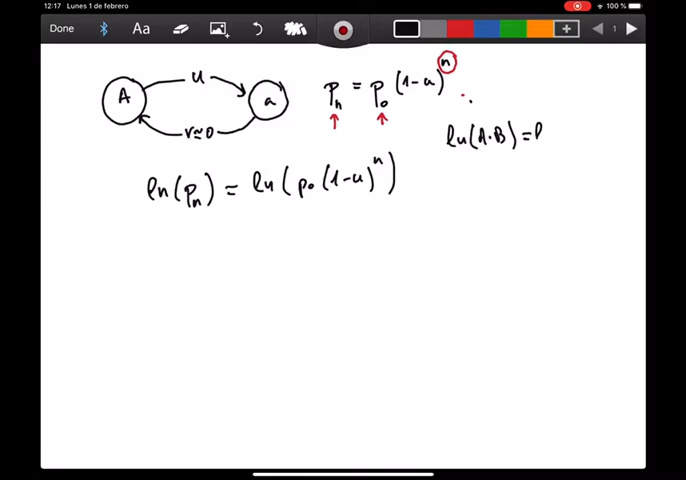 12:17 Lunes 1 de febrero 100 %
Done Aa 1
A u a v≃0
pₙ = p₀ (1-u)ⁿ
ln(A·B) = l
ln(pₙ) = ln(p₀(1-u)ⁿ)